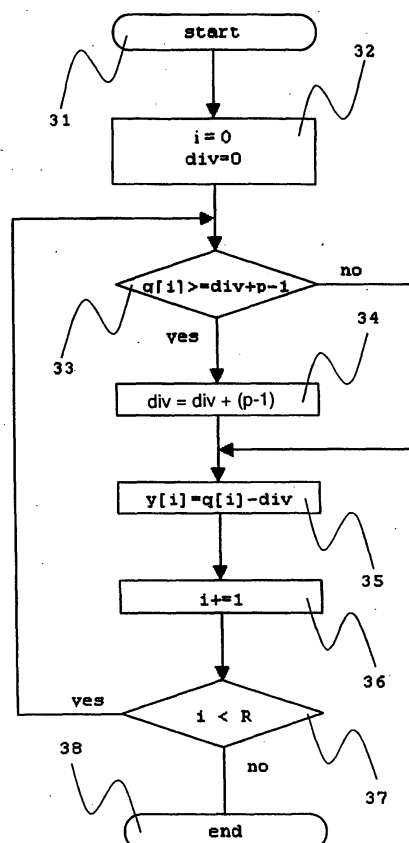 start
31
32
i=0
div=0
q[i]>=div+p-1
no
33
yes
34
div = div + (p-1)
y[i]=q[i]-div
35
i+=1
36
yes
i < R
37
no
38
end